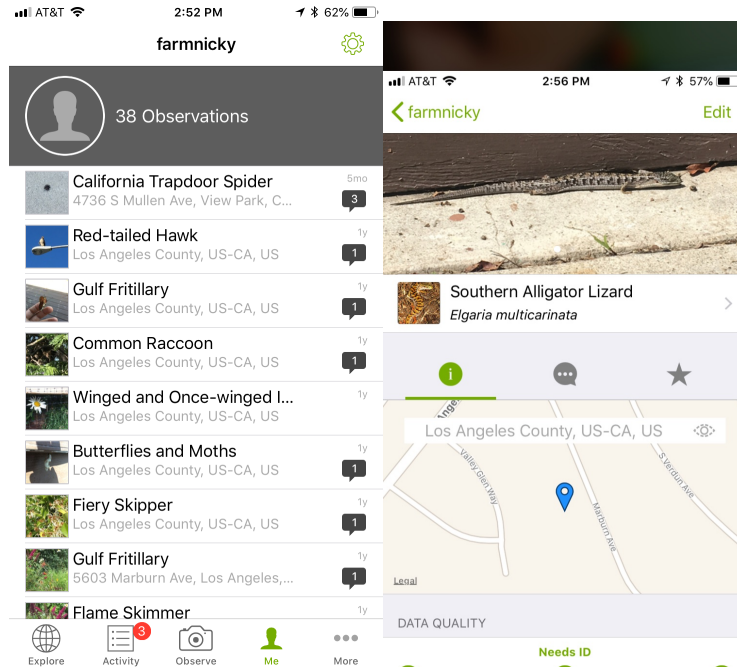 AT&T 2:52 PM 62%
farmnicky
38 Observations
California Trapdoor Spider 5mo
4736 S Mullen Ave, View Park, C... 3
Red-tailed Hawk 1y
Los Angeles County, US-CA, US 1
Gulf Fritillary 1y
Los Angeles County, US-CA, US 1
Common Raccoon 1y
Los Angeles County, US-CA, US 1
Winged and Once-winged I... 1y
Los Angeles County, US-CA, US
Butterflies and Moths 1y
Los Angeles County, US-CA, US 1
Fiery Skipper 1y
Los Angeles County, US-CA, US 1
Gulf Fritillary 1y
5603 Marburn Ave, Los Angeles,... 1
Flame Skimmer 1y
3
Explore Activity Observe Me More
AT&T 2:56 PM 57%
farmnicky Edit
Southern Alligator Lizard
Elgaria multicarinata
i
Ange
Los Angeles County, US-CA, US
Valley Glen Way
S Verdun Ave
Marburn Ave
Legal
DATA QUALITY
Needs ID